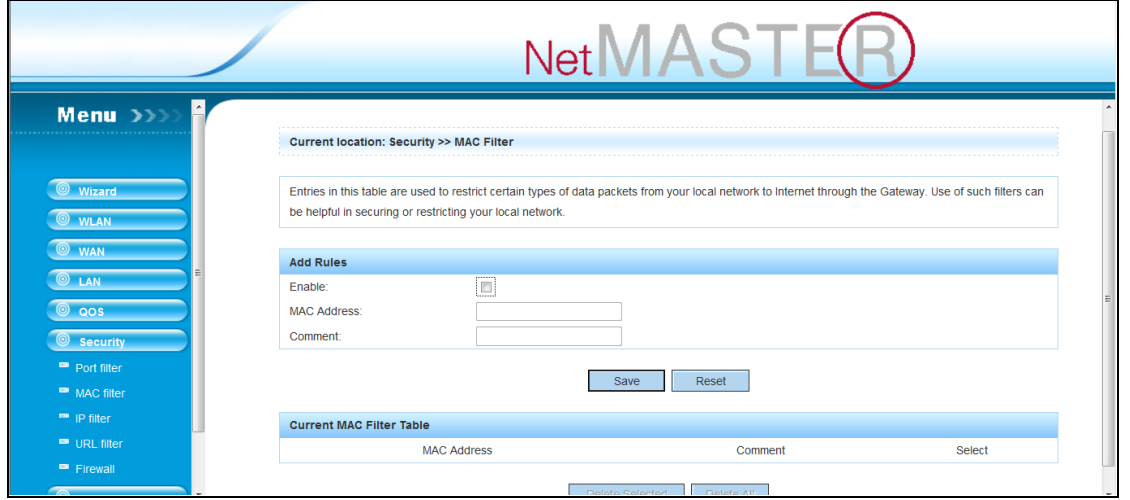 NetMASTER
Menu >>>>
Wizard
WLAN
WAN
LAN
QOS
Security
Port filter
MAC filter
IP filter
URL filter
Firewall
Current location: Security >> MAC Filter
Entries in this table are used to restrict certain types of data packets from your local network to Internet through the Gateway. Use of such filters can
be helpful in securing or restricting your local network.
Add Rules
Enable:
MAC Address:
Comment:
Save Reset
Current MAC Filter Table
MAC Address Comment Select
Delete Selected Delete All